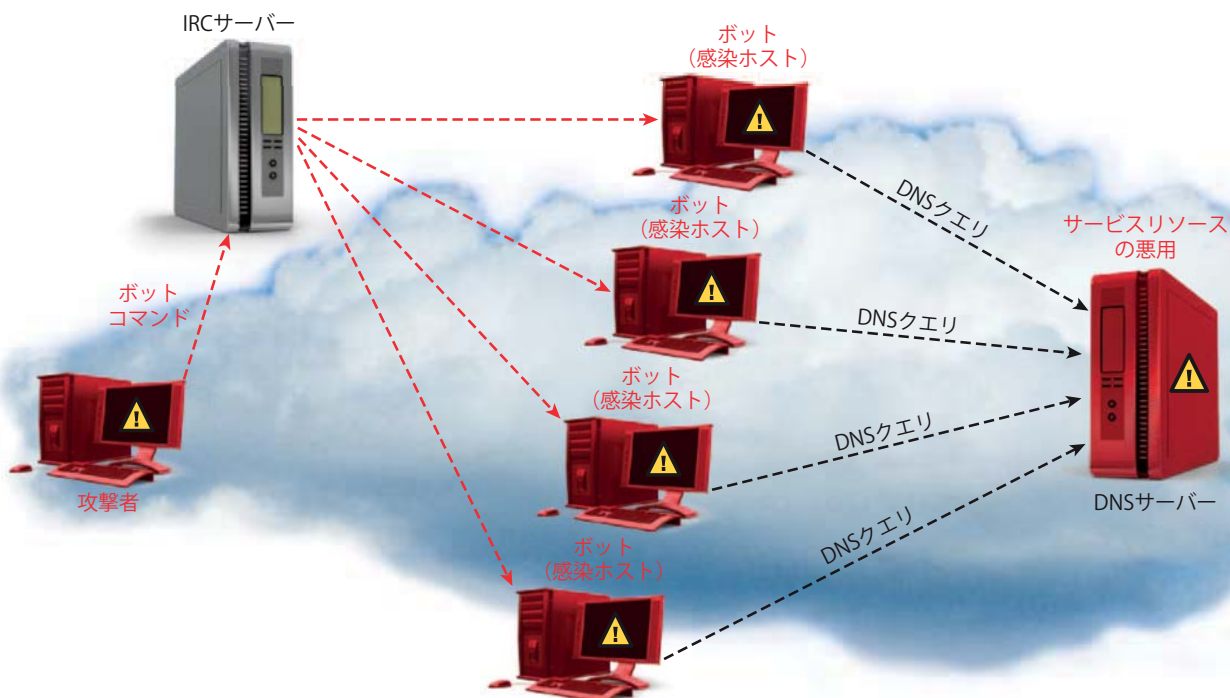 IRCサーバー
ボット
（感染ホスト）
DNSクエリ
ボット
（感染ホスト）
サービスリソース
の悪用
ボット
コマンド
DNSクエリ
ボット
（感染ホスト）
DNSクエリ
攻撃者
DNSサーバー
DNSクエリ
ボット
（感染ホスト）